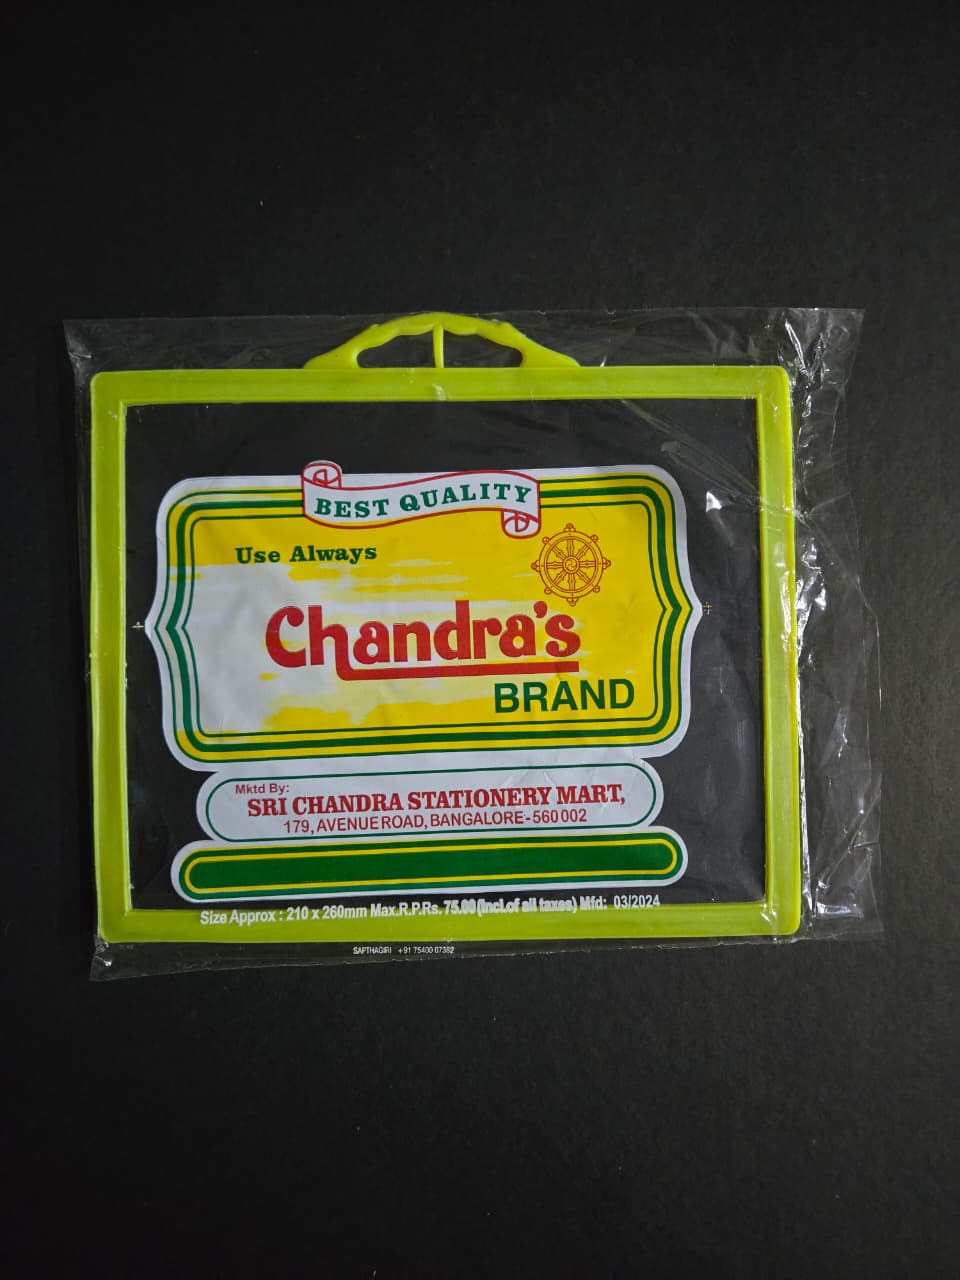 BEST QUALITY
Use Always
Chandra's
BRAND
Mktd By:
SRI CHANDRA STATIONERY MART,
179, AVENUE ROAD, BANGALORE-560 002
Size Approx : 210 x 260mm Max.R.P.Rs. 75.00 (incl.of all taxes) Mfd: 03/2024
SAPTHAGIRI +91 75400 07382